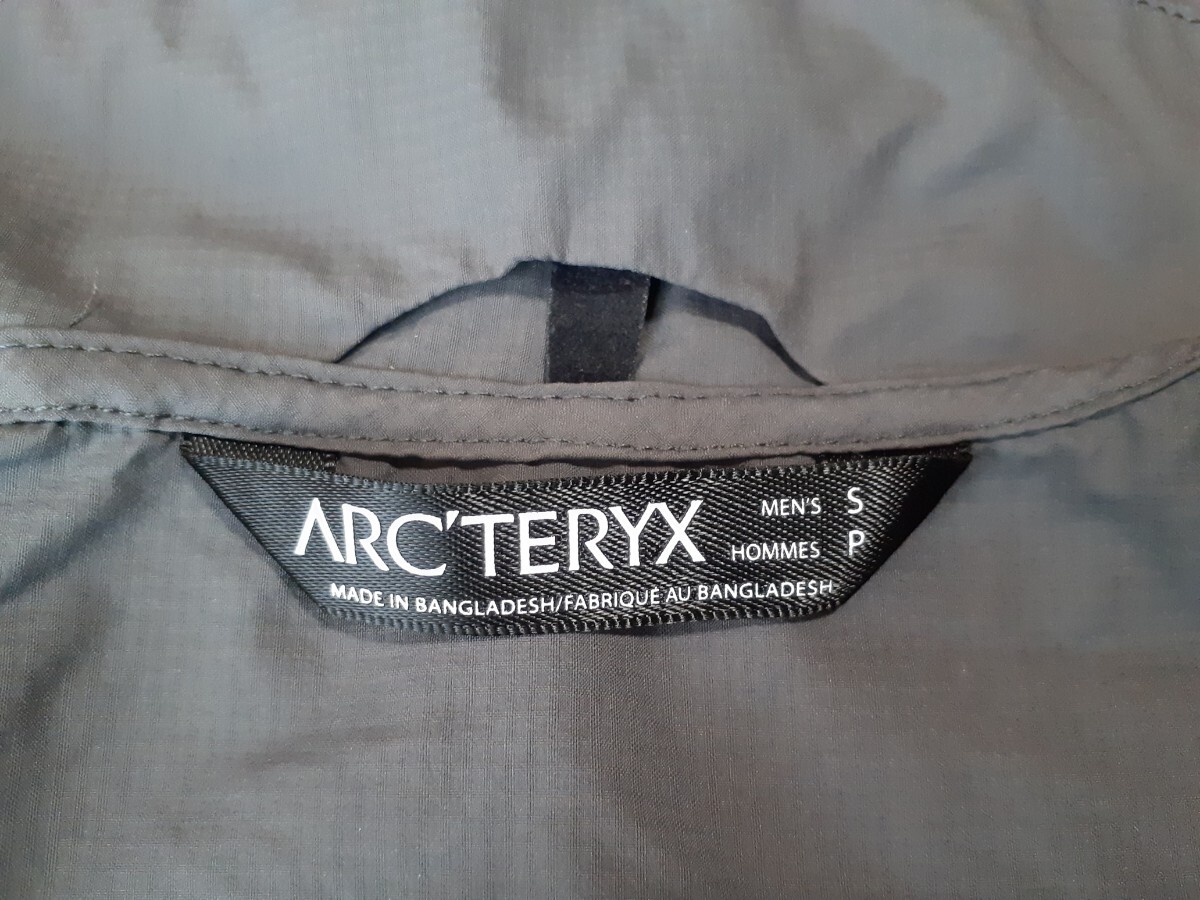 ARC'TERYX
MEN'S S
HOMMES P
MADE IN BANGLADESH/FABRIQUÉ AU BANGLADESH